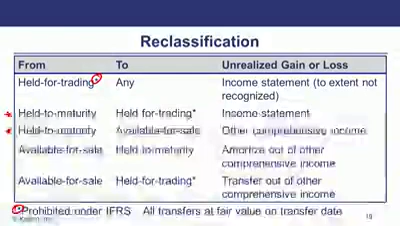 Reclassification
From To Unrealized Gain or Loss
Held-for-trading* Any Income statement (to extent not
recognized)
Held-to-maturity Held for-trading* Income statement
Held-to-maturity Available-for-sale Other comprehensive income
Available-for-sale Held to-maturity Amortize out of other
comprehensive income
Available-for-sale Held-for-trading* Transfer out of other
comprehensive income
*Prohibited under IFRS All transfers at fair value on transfer date